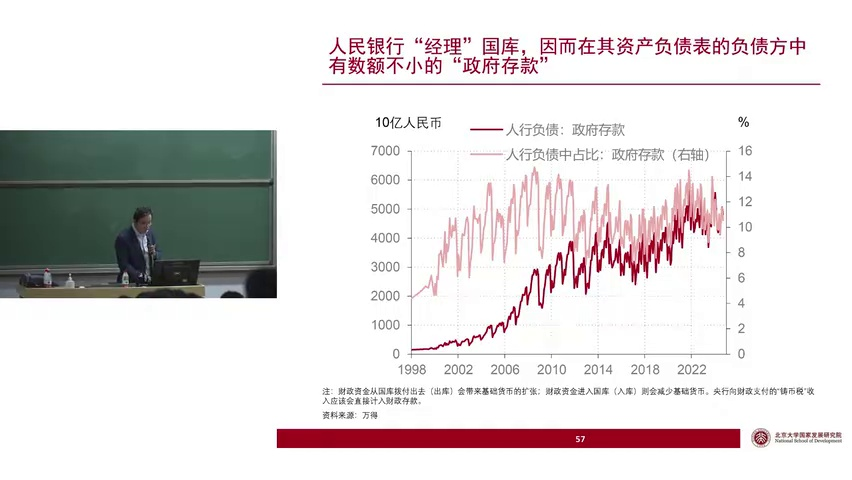 人民银行“经理”国库，因而在其资产负债表的负债方中
有数额不小的“政府存款”
10亿人民币
%
人行负债：政府存款
人行负债中占比：政府存款（右轴）
7000
6000
5000
4000
3000
2000
1000
0
16
14
12
10
8
6
4
2
0
1998 2002 2006 2010 2014 2018 2022
注：财政资金从国库拨付出去（出库）会带来基础货币的扩张；财政资金进入国库（入库）则会减少基础货币。央行向财政支付的“铸币税”收
入应该会直接计入财政存款。
资料来源：万得
57
北京大学国家发展研究院
National School of Development